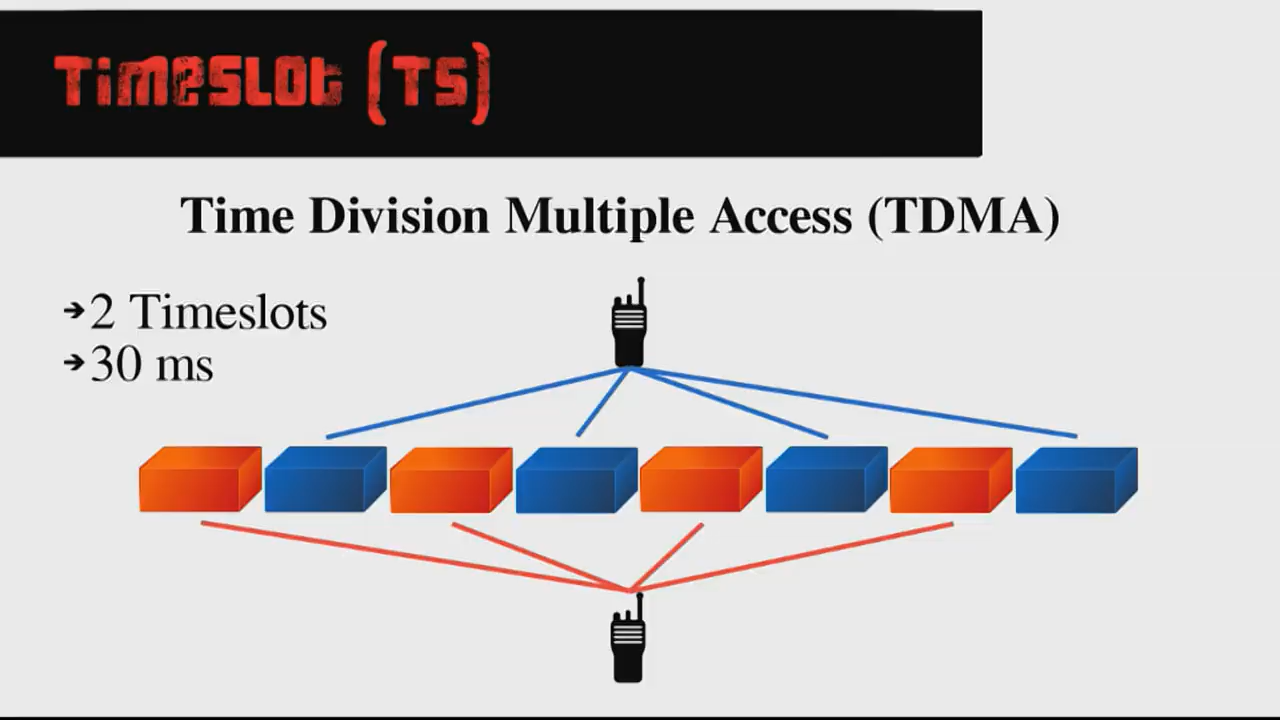 Timeslot (TS)
Time Division Multiple Access (TDMA)
➔2 Timeslots
➔30 ms